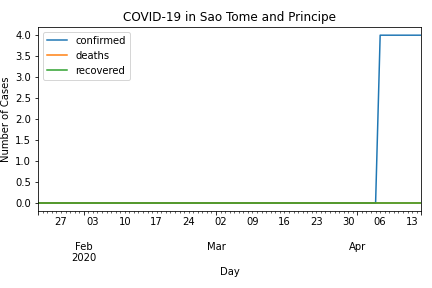 COVID-19 in Sao Tome and Principe
confirmed
deaths
recovered
Number of Cases
4.0
3.5
3.0
2.5
2.0
1.5
1.0
0.5
0.0
27 03 10 17 24 02 09 16 23 30 06 13
Feb Mar Apr
2020
Day